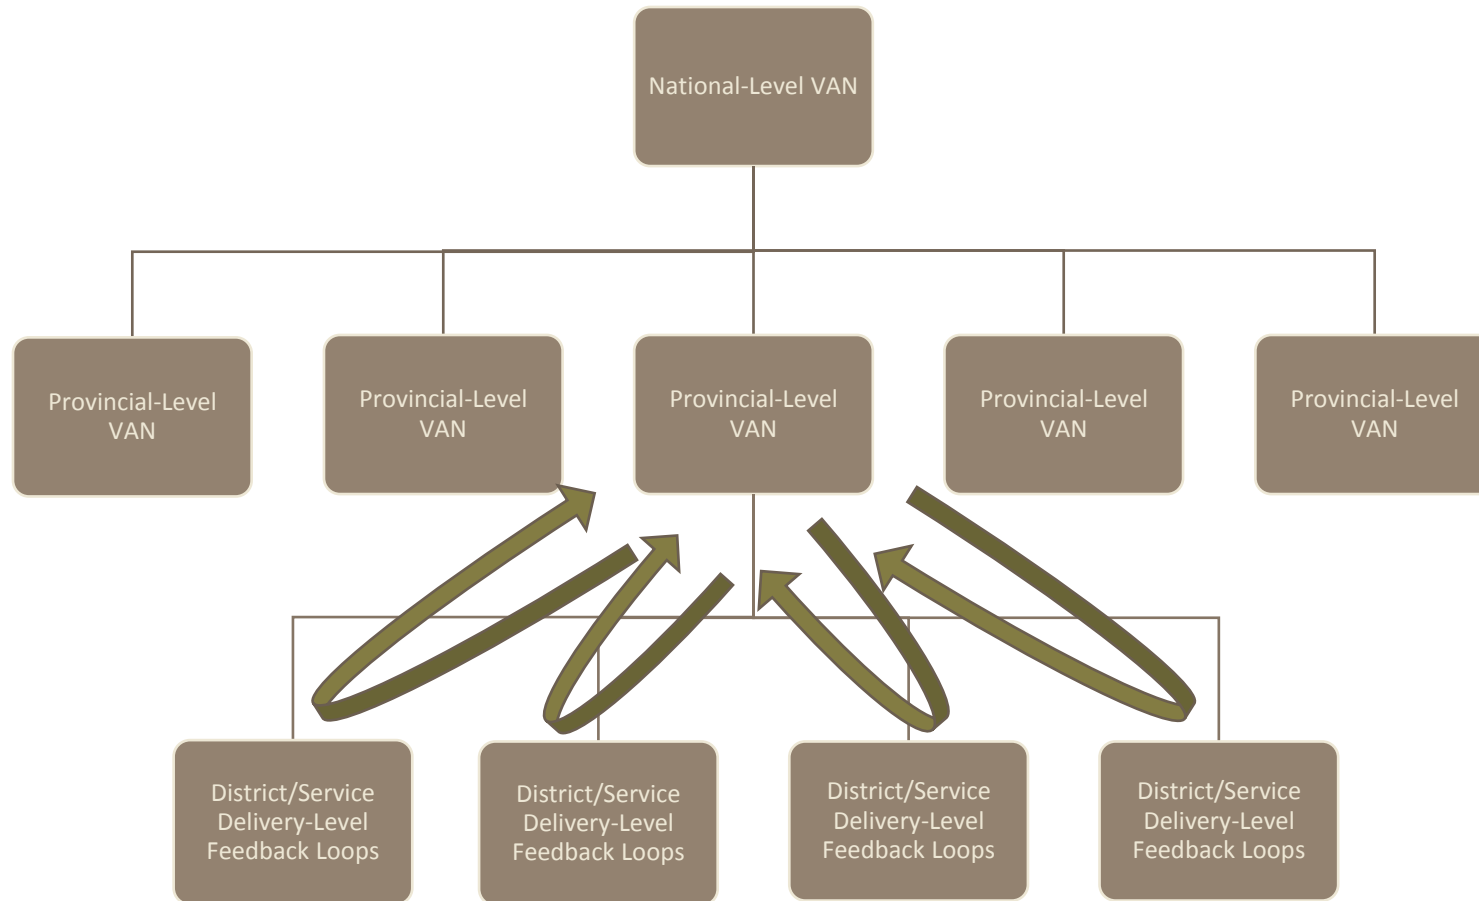 National-Level VAN
Provincial-Level
VAN
Provincial-Level
VAN
Provincial-Level
VAN
Provincial-Level
VAN
Provincial-Level
VAN
District/Service
Delivery-Level
Feedback Loops
District/Service
Delivery-Level
Feedback Loops
District/Service
Delivery-Level
Feedback Loops
District/Service
Delivery-Level
Feedback Loops